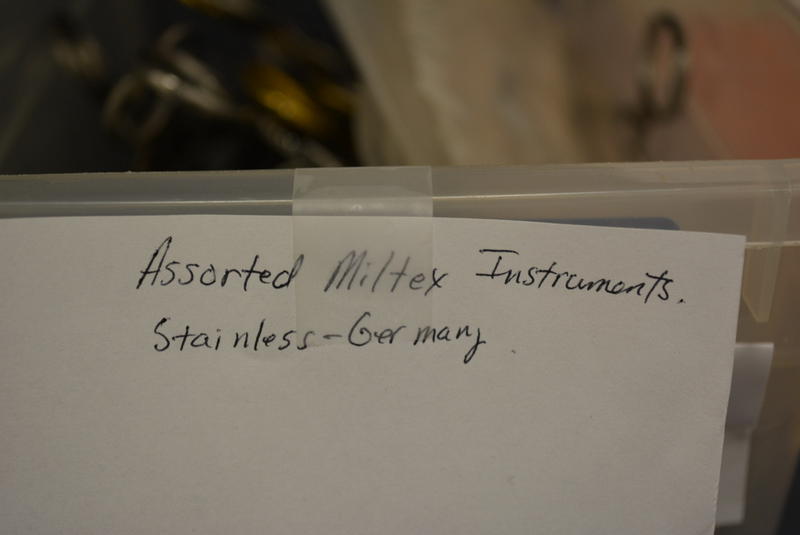 Assorted Miltex Instruments.
Stainless-Germany